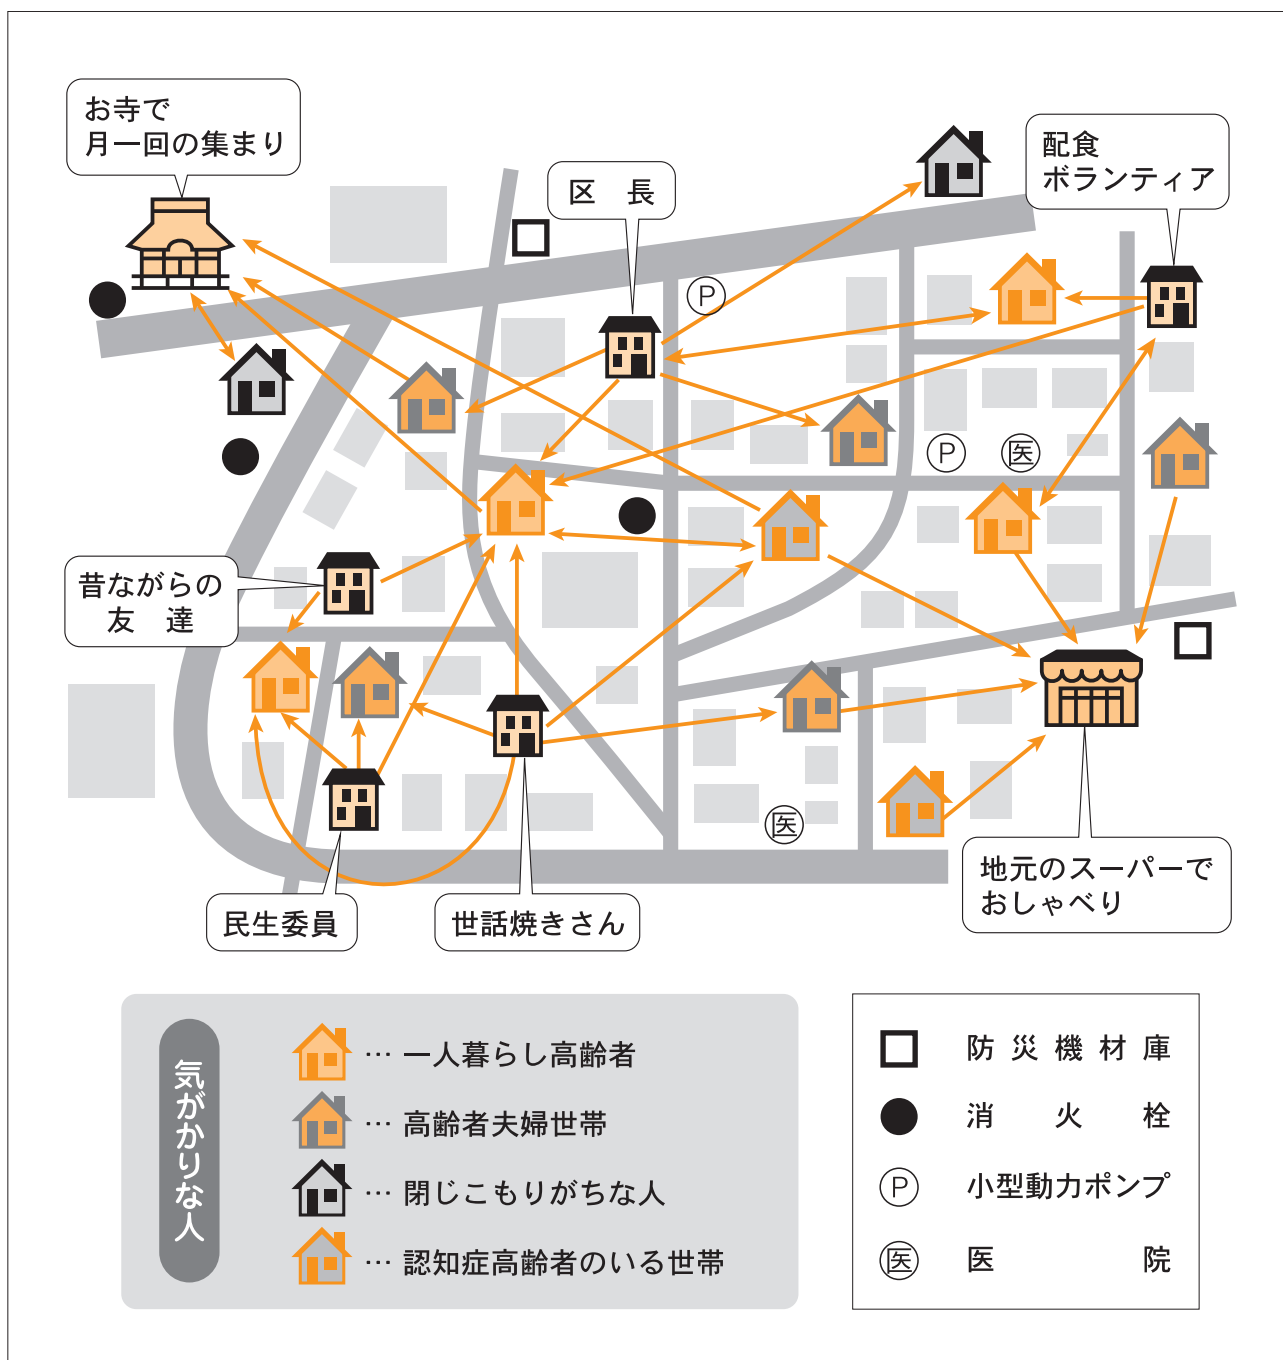 お寺で
月一回の集まり
区 長
配食
ボランティア
P
P
医
昔ながらの
友 達
医
民生委員
世話焼きさん
地元のスーパーで
おしゃべり
気がかりな人
… 一人暮らし高齢者
… 高齢者夫婦世帯
… 閉じこもりがちな人
… 認知症高齢者のいる世帯
防災機材庫
消火栓
P 小型動力ポンプ
医 医院